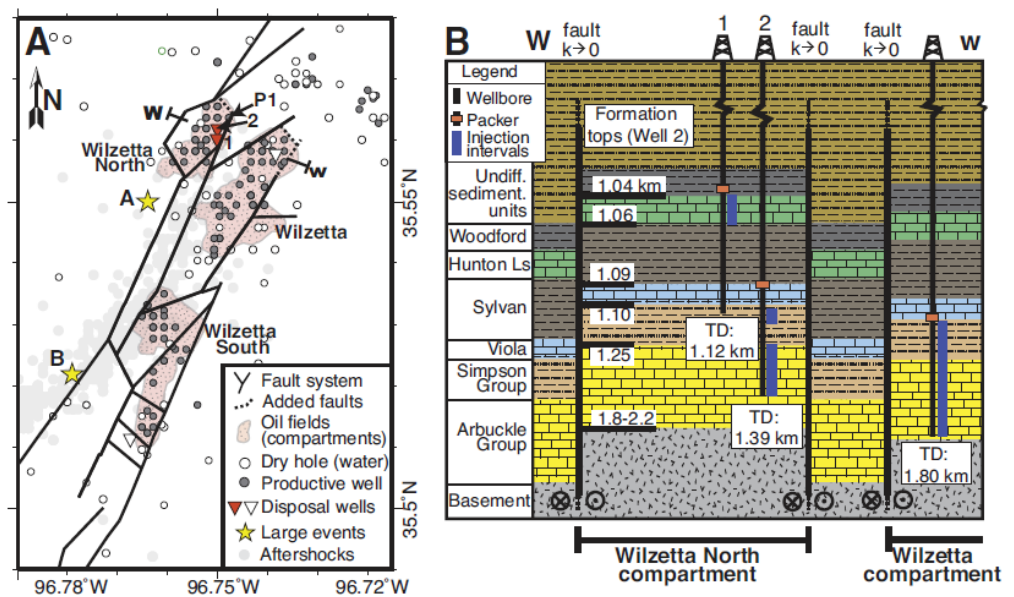 A
N
W
P1
2
1
w
Wilzetta
North
A
Wilzetta
B
Wilzetta
South
Fault system
Added faults
Oil fields
(compartments)
Dry hole (water)
Productive well
Disposal wells
Large events
Aftershocks
35.55°N
35.5°N
96.78°W
96.75°W
96.72°W
B
W
fault
k→0
1
2
fault
k→0
fault
k→0
w
Legend
Wellbore
Packer
Injection
intervals
Formation
tops (Well 2)
Undiff.
sediment.
units
Woodford
Hunton Ls
Sylvan
Viola
Simpson
Group
Arbuckle
Group
Basement
1.04 km
1.06
1.09
1.10
1.25
1.8-2.2
TD:
1.12 km
TD:
1.39 km
TD:
1.80 km
Wilzetta North
compartment
Wilzetta
compartment